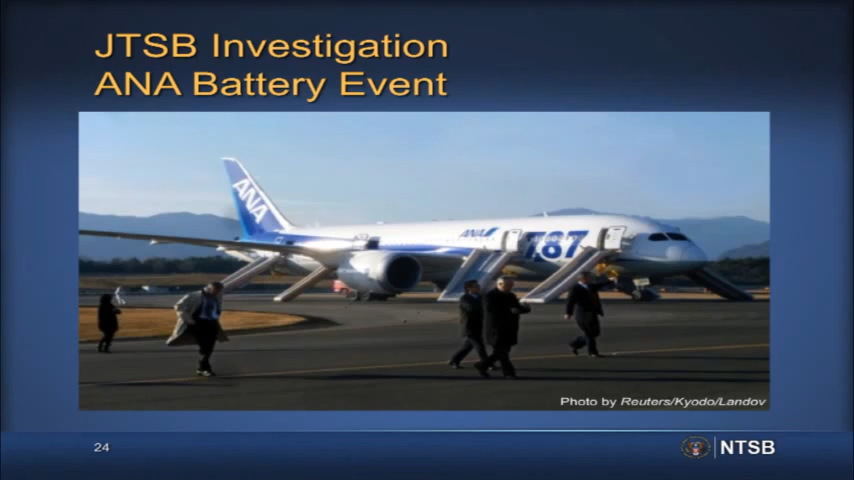 JTSB Investigation
ANA Battery Event
ANA
ANA
787
Photo by Reuters/Kyodo/Landov
24
NTSB